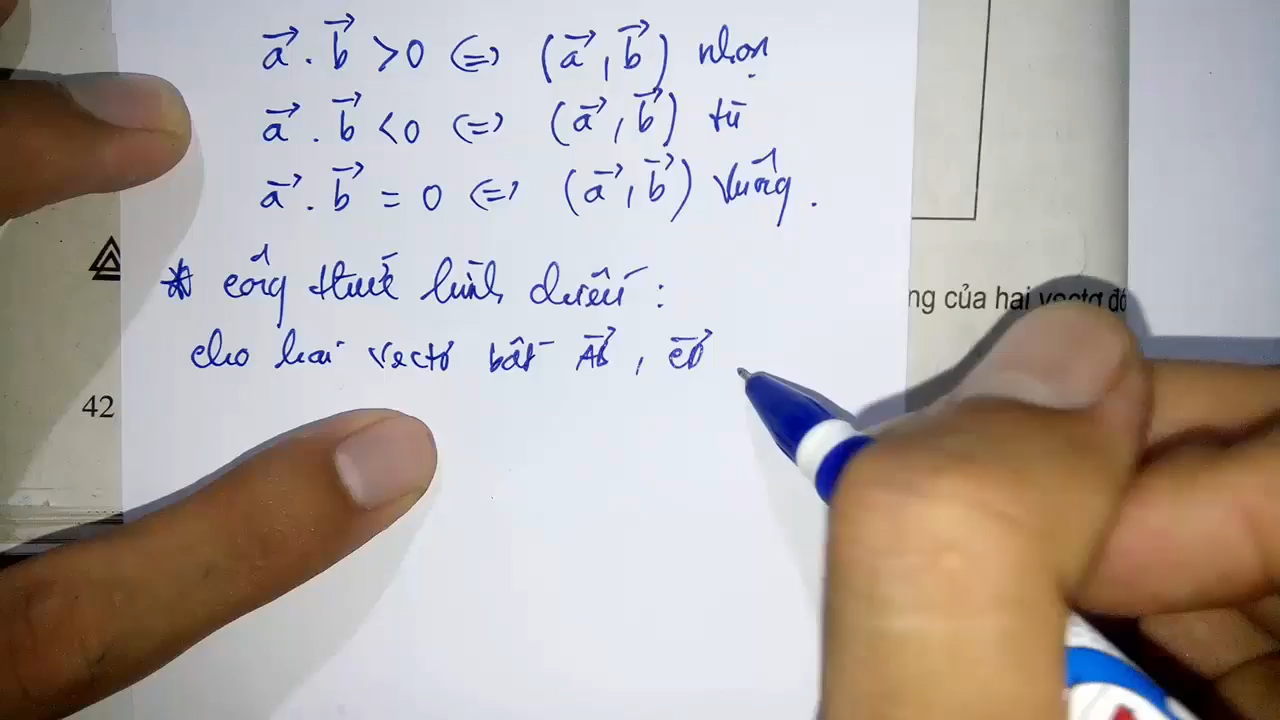 a⃗ . b⃗ > 0 <=> (a⃗ , b⃗) nhọn
a⃗ . b⃗ < 0 <=> (a⃗ , b⃗) tù
a⃗ . b⃗ = 0 <=> (a⃗ , b⃗) vuông .
* công thức hình chiếu :
cho hai vectơ bất AB⃗ , CD⃗
ng của hai vectơ đó
42